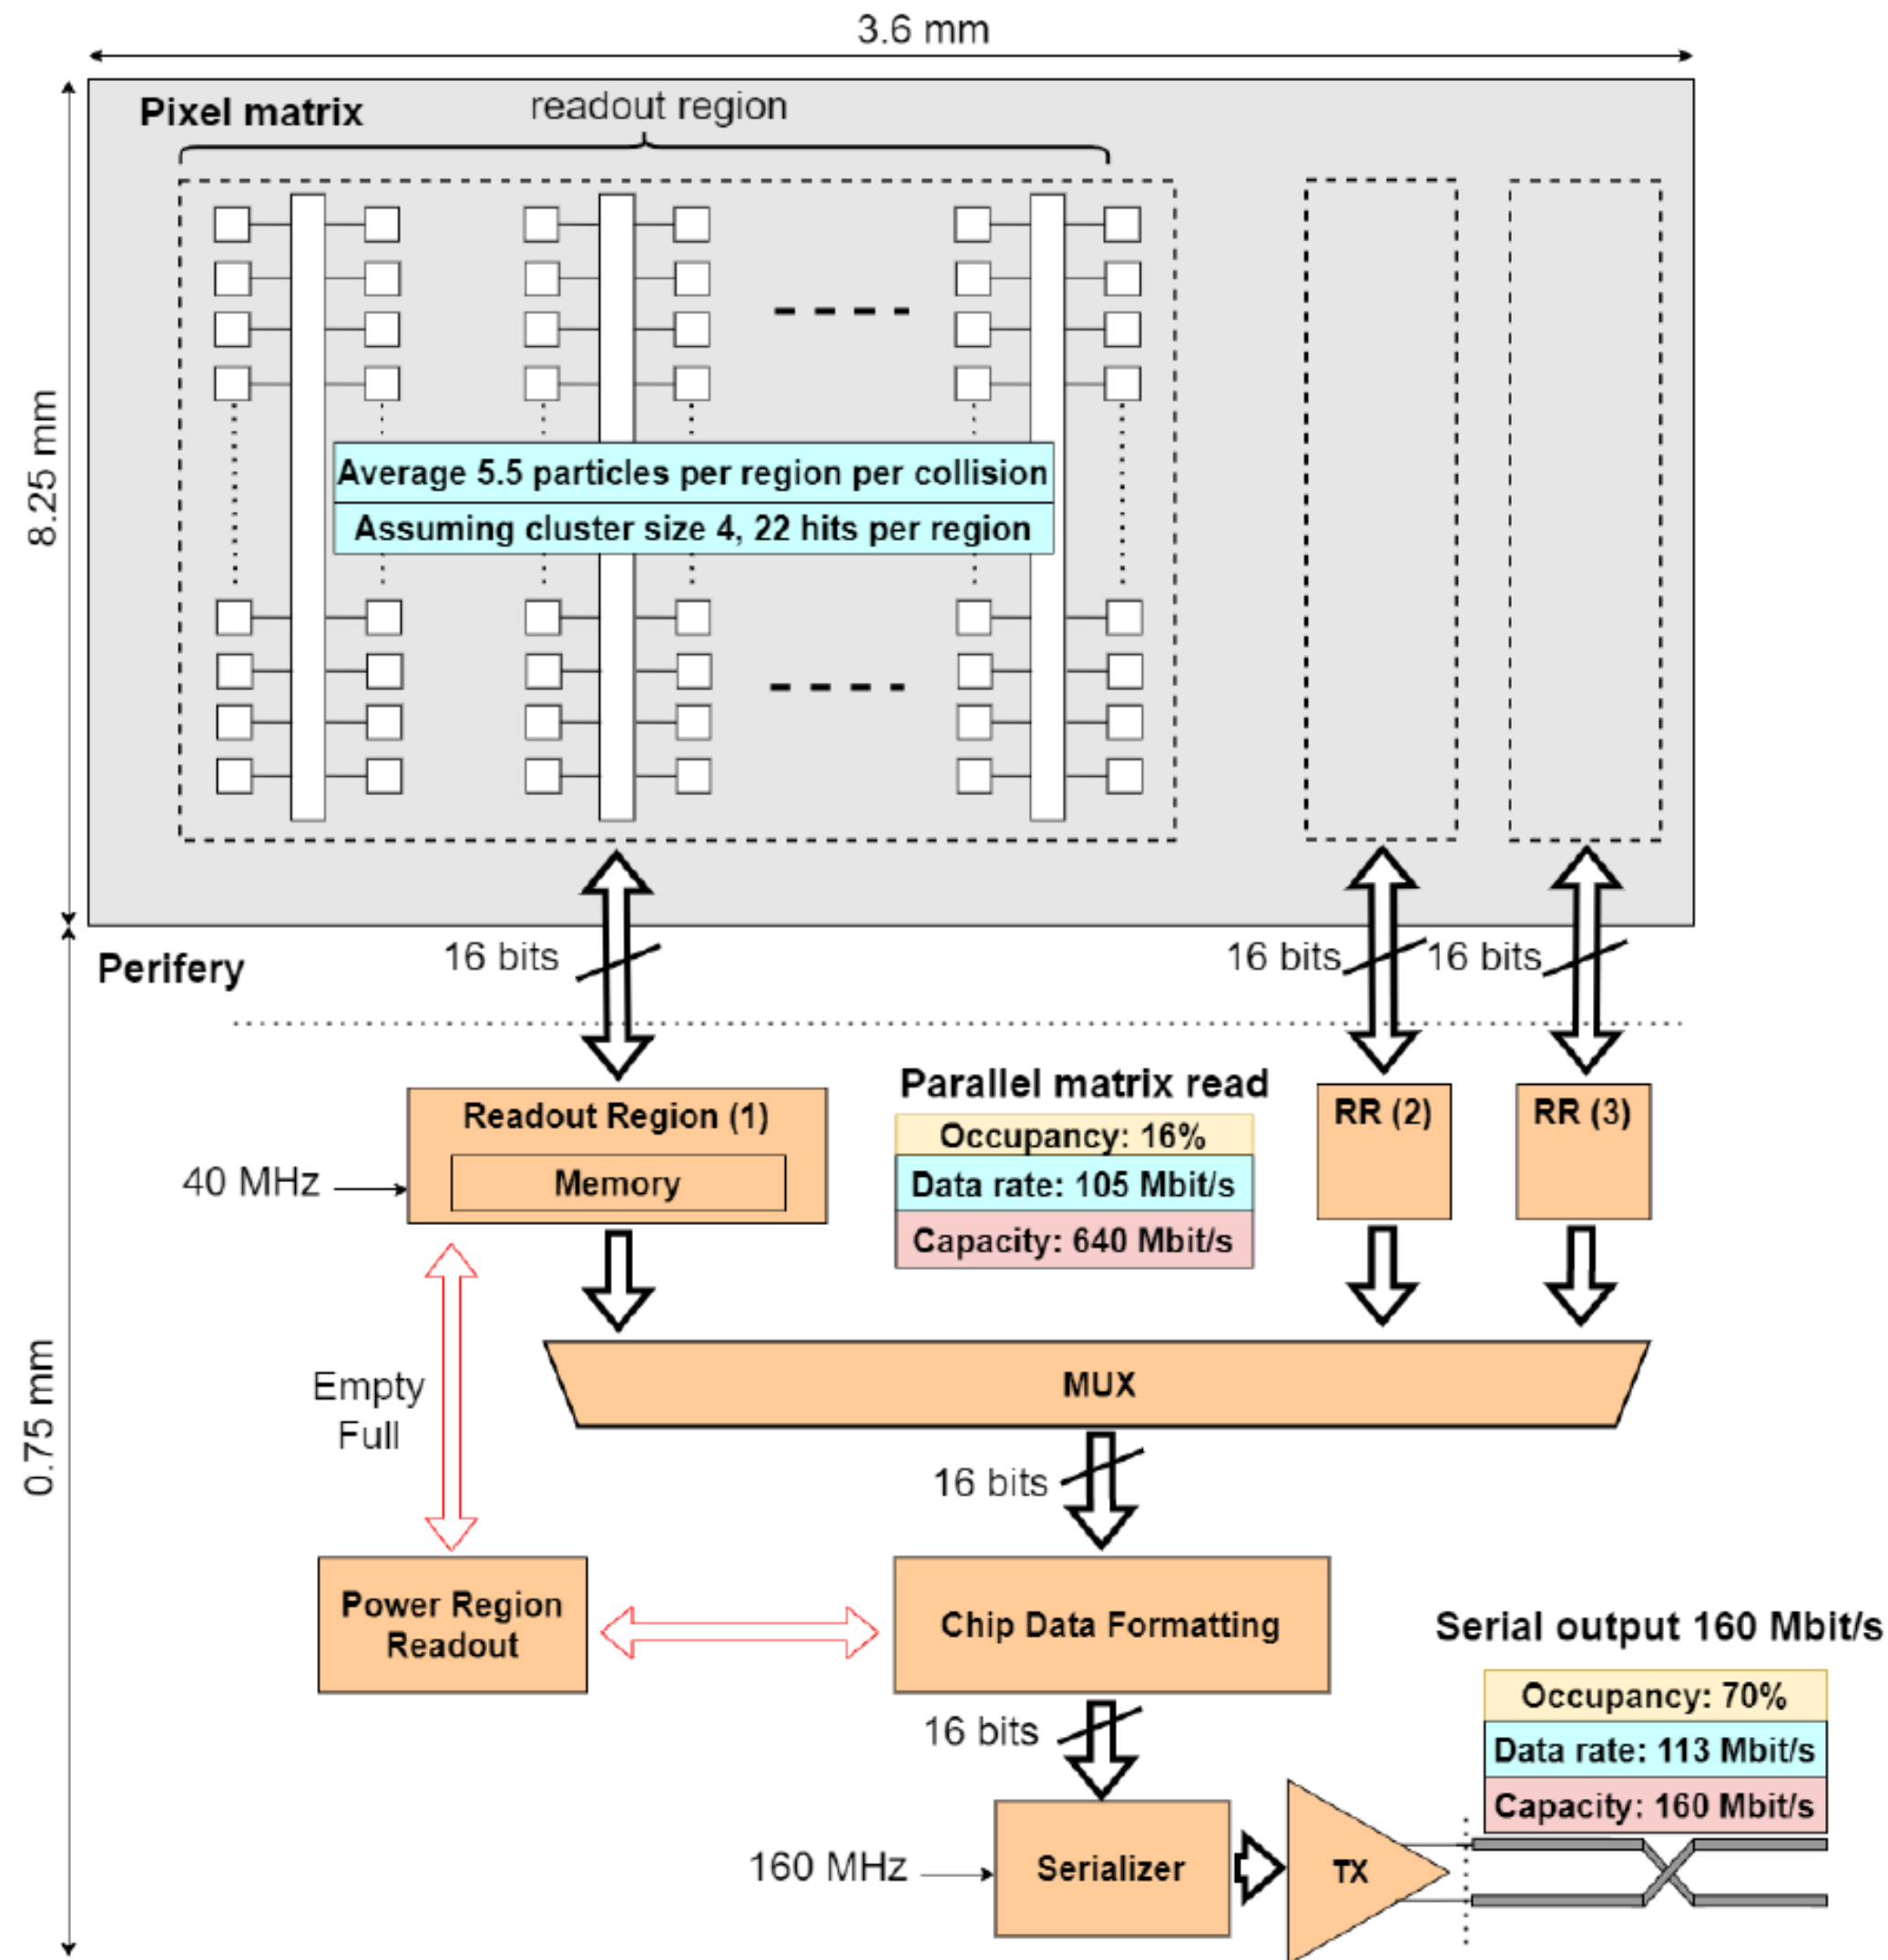 3.6 mm
Pixel matrix
readout region
8.25 mm
Average 5.5 particles per region per collision
Assuming cluster size 4, 22 hits per region
16 bits
16 bits
16 bits
Perifery
Parallel matrix read
Occupancy: 16%
Data rate: 105 Mbit/s
Capacity: 640 Mbit/s
Readout Region (1)
Memory
RR (2)
RR (3)
40 MHz
0.75 mm
Empty
Full
MUX
16 bits
Power Region
Readout
Chip Data Formatting
Serial output 160 Mbit/s
Occupancy: 70%
Data rate: 113 Mbit/s
Capacity: 160 Mbit/s
16 bits
160 MHz
Serializer
TX